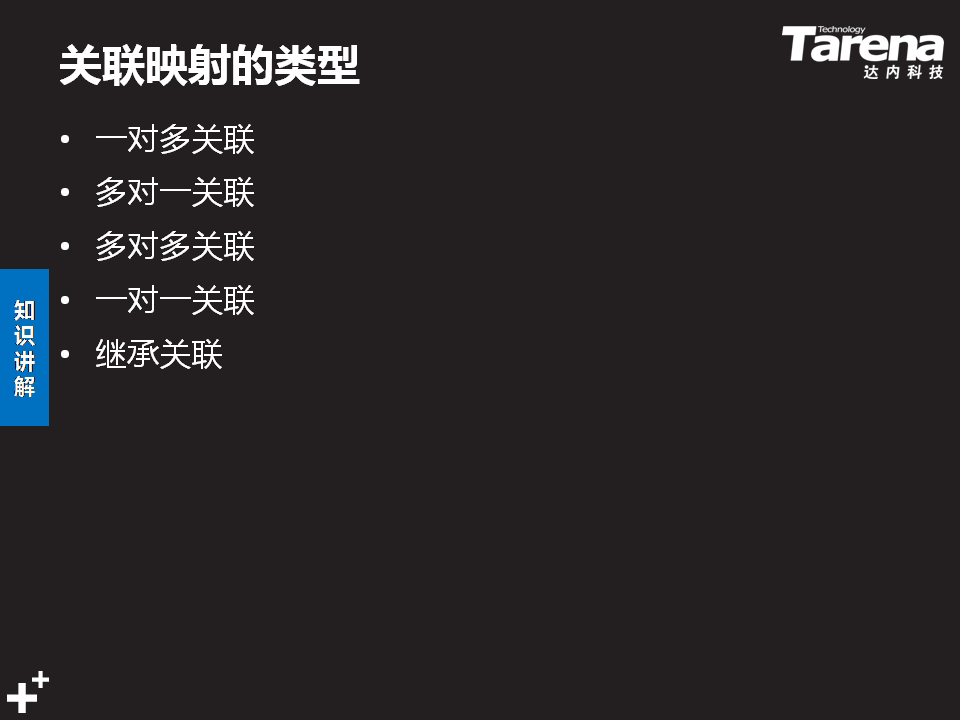 关联映射的类型
Technology
Tarena
达内科技
• 一对多关联
• 多对一关联
• 多对多关联
• 一对一关联
• 继承关联
知识讲解